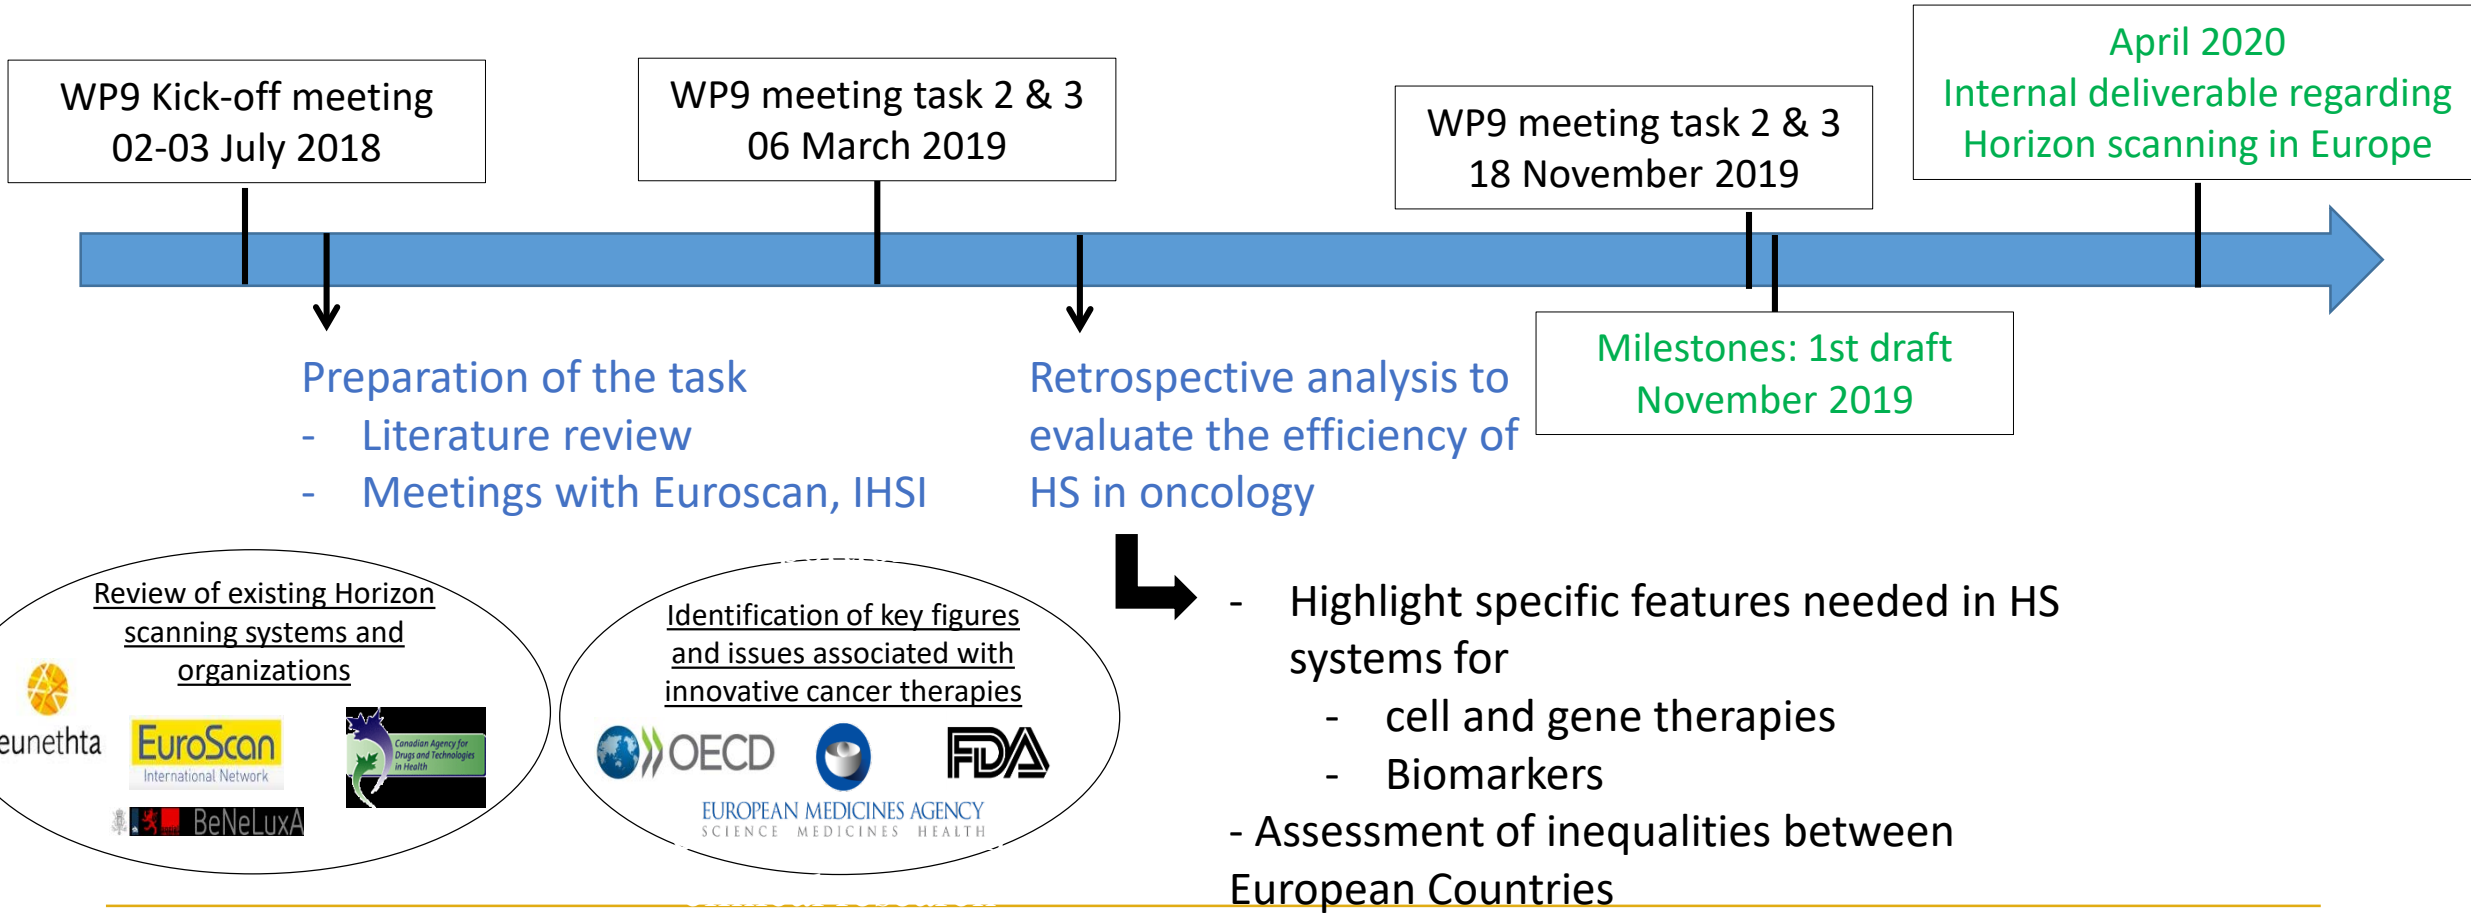 WP9 Kick-off meeting
02-03 July 2018
WP9 meeting task 2 & 3
06 March 2019
WP9 meeting task 2 & 3
18 November 2019
April 2020
Internal deliverable regarding
Horizon scanning in Europe
Preparation of the task
- Literature review
- Meetings with Euroscan, IHSI
Retrospective analysis to
evaluate the efficiency of
HS in oncology
Milestones: 1st draft
November 2019
Review of existing Horizon
scanning systems and
organizations
eunethta
EuroScan
International Network
Canadian Agency for
Drugs and Technologies
in Health
BeNeLuxA
Identification of key figures
and issues associated with
innovative cancer therapies
OECD
FDA
EUROPEAN MEDICINES AGENCY
SCIENCE MEDICINES HEALTH
- Highlight specific features needed in HS
systems for
- cell and gene therapies
- Biomarkers
- Assessment of inequalities between
European Countries